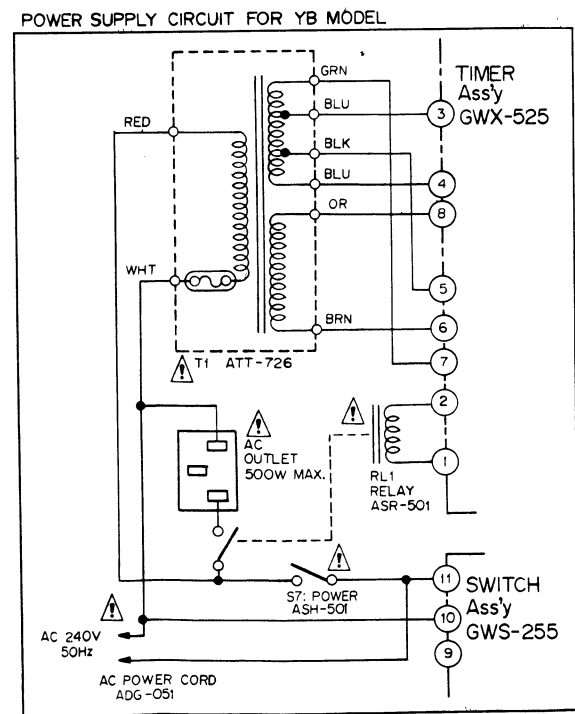 POWER SUPPLY CIRCUIT FOR YB MODEL
GRN
TIMER
Ass'y
GWX-525
BLU
3
RED
BLK
BLU
4
OR
8
WHT
5
BRN
6
T1 ATT-726
7
2
AC
OUTLET
500W MAX.
1
RL1
RELAY
ASR-501
11
SWITCH
Ass'y
GWS-255
S7: POWER
ASH-501
10
AC 240V
50Hz
9
AC POWER CORD
ADG-051